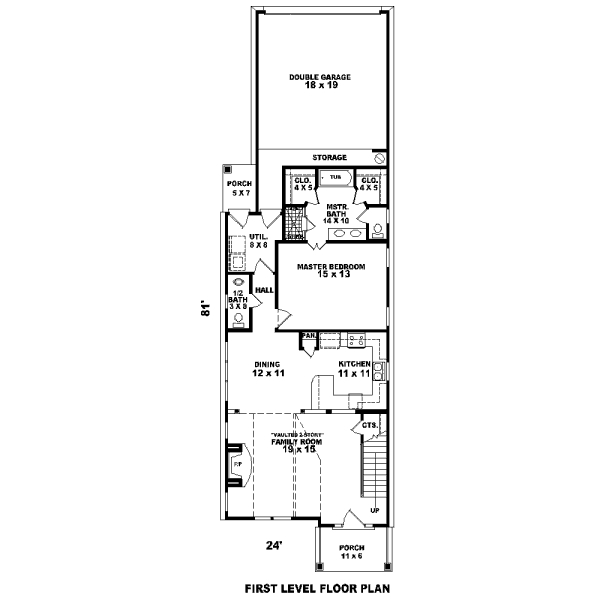 DOUBLE GARAGE
18 x 19
STORAGE
PORCH
5 X 7
CLO.
4 X 5
TUB
CLO.
4 X 5
MSTR.
BATH
14 X 10
UTIL.
8 X 8
MASTER BEDROOM
15 x 13
HALL
1/2
BATH
3 X 8
81'
PAN.
DINING
12 x 11
KITCHEN
11 x 11
CTS.
"VAULTED 2-STORY"
FAMILY ROOM
19 x 15
F/P
UP
24'
PORCH
11 x 6
FIRST LEVEL FLOOR PLAN